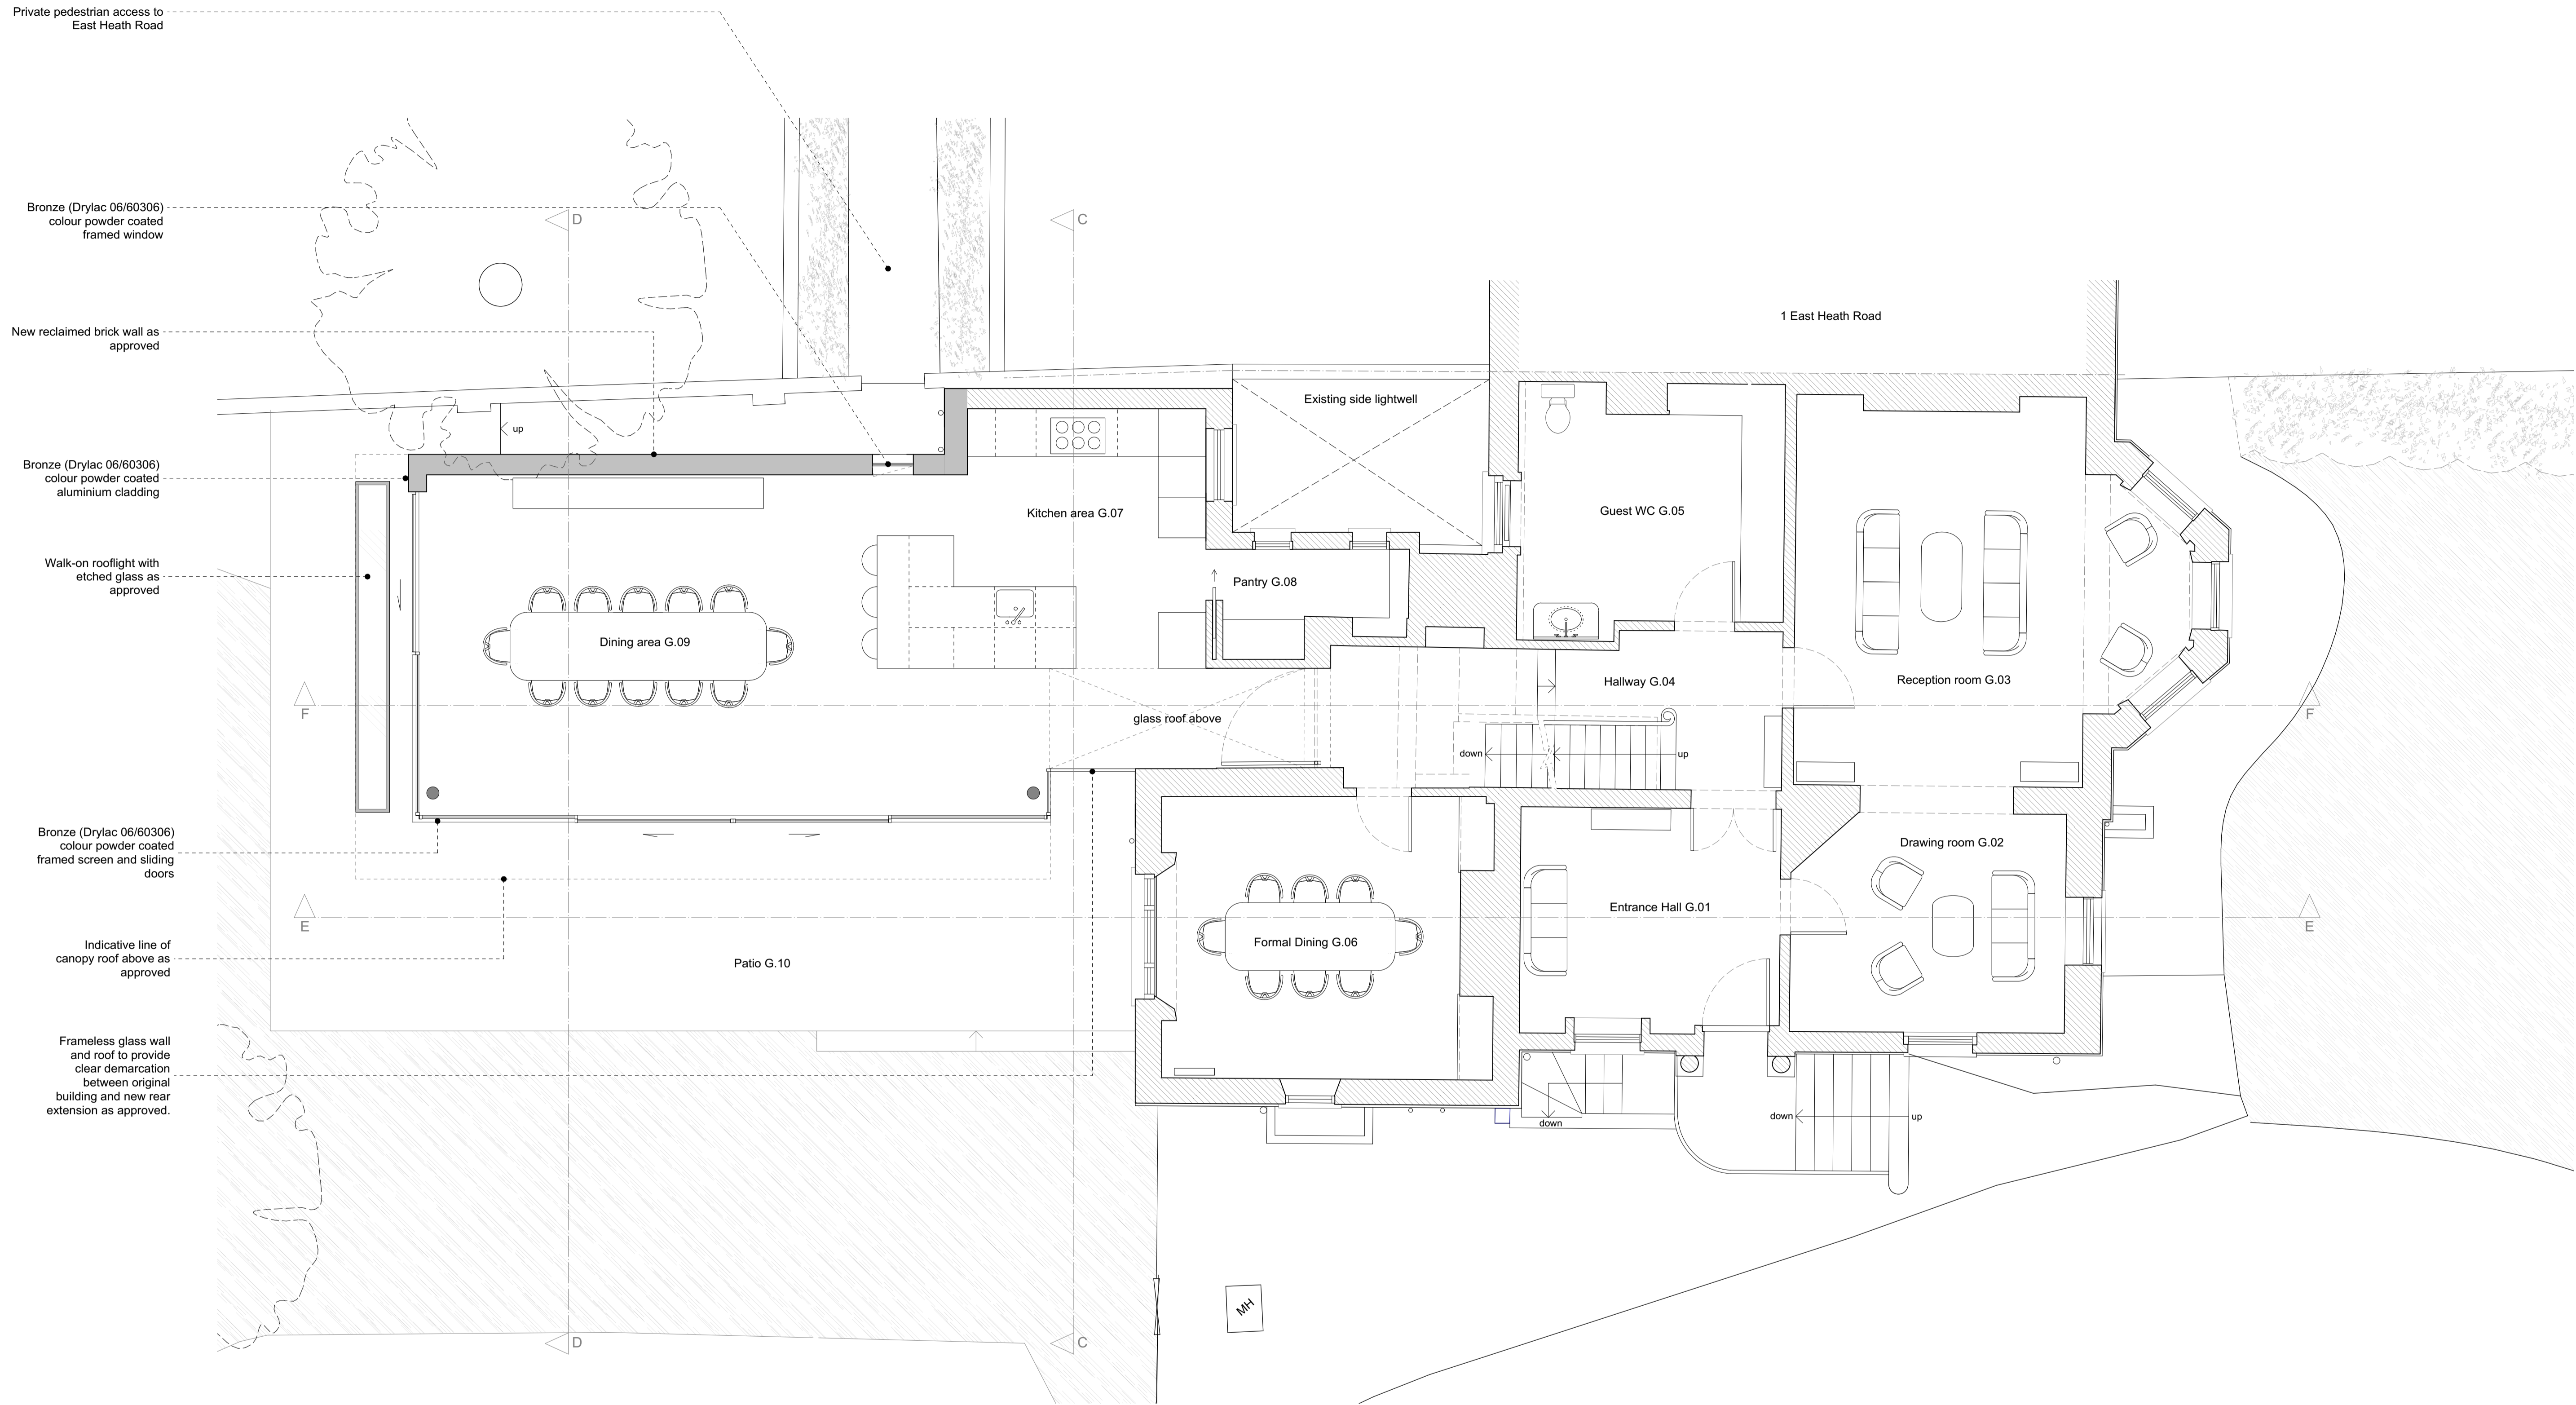 Private pedestrian access to
East Heath Road
Bronze (Drylac 06/60306)
colour powder coated
framed window
New reclaimed brick wall as
approved
Bronze (Drylac 06/60306)
colour powder coated
aluminium cladding
Walk-on rooflight with
etched glass as
approved
Bronze (Drylac 06/60306)
colour powder coated
framed screen and sliding
doors
Indicative line of
canopy roof above as
approved
Frameless glass wall
and roof to provide
clear demarcation
between original
building and new rear
extension as approved.
D
C
1 East Heath Road
Existing side lightwell
up
Kitchen area G.07
Guest WC G.05
Pantry G.08
Dining area G.09
Hallway G.04
Reception room G.03
F
glass roof above
F
down
up
Drawing room G.02
Entrance Hall G.01
E
Formal Dining G.06
E
Patio G.10
down
down
up
MH
D
C